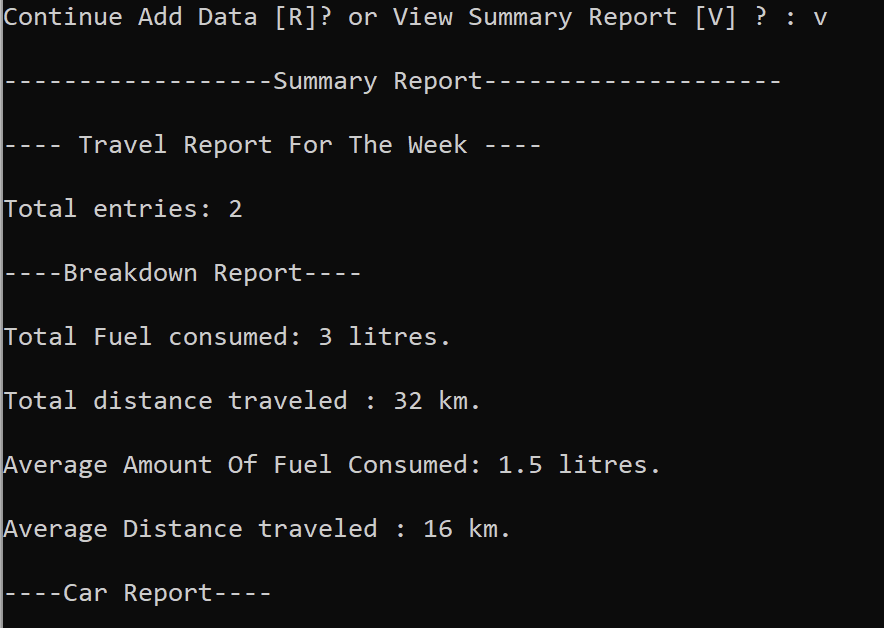 Continue Add Data [R]? or View Summary Report [V] ? : v
------------------Summary Report--------------------
---- Travel Report For The Week ----
Total entries: 2
----Breakdown Report----
Total Fuel consumed: 3 litres.
Total distance traveled : 32 km.
Average Amount Of Fuel Consumed: 1.5 litres.
Average Distance traveled : 16 km.
----Car Report----